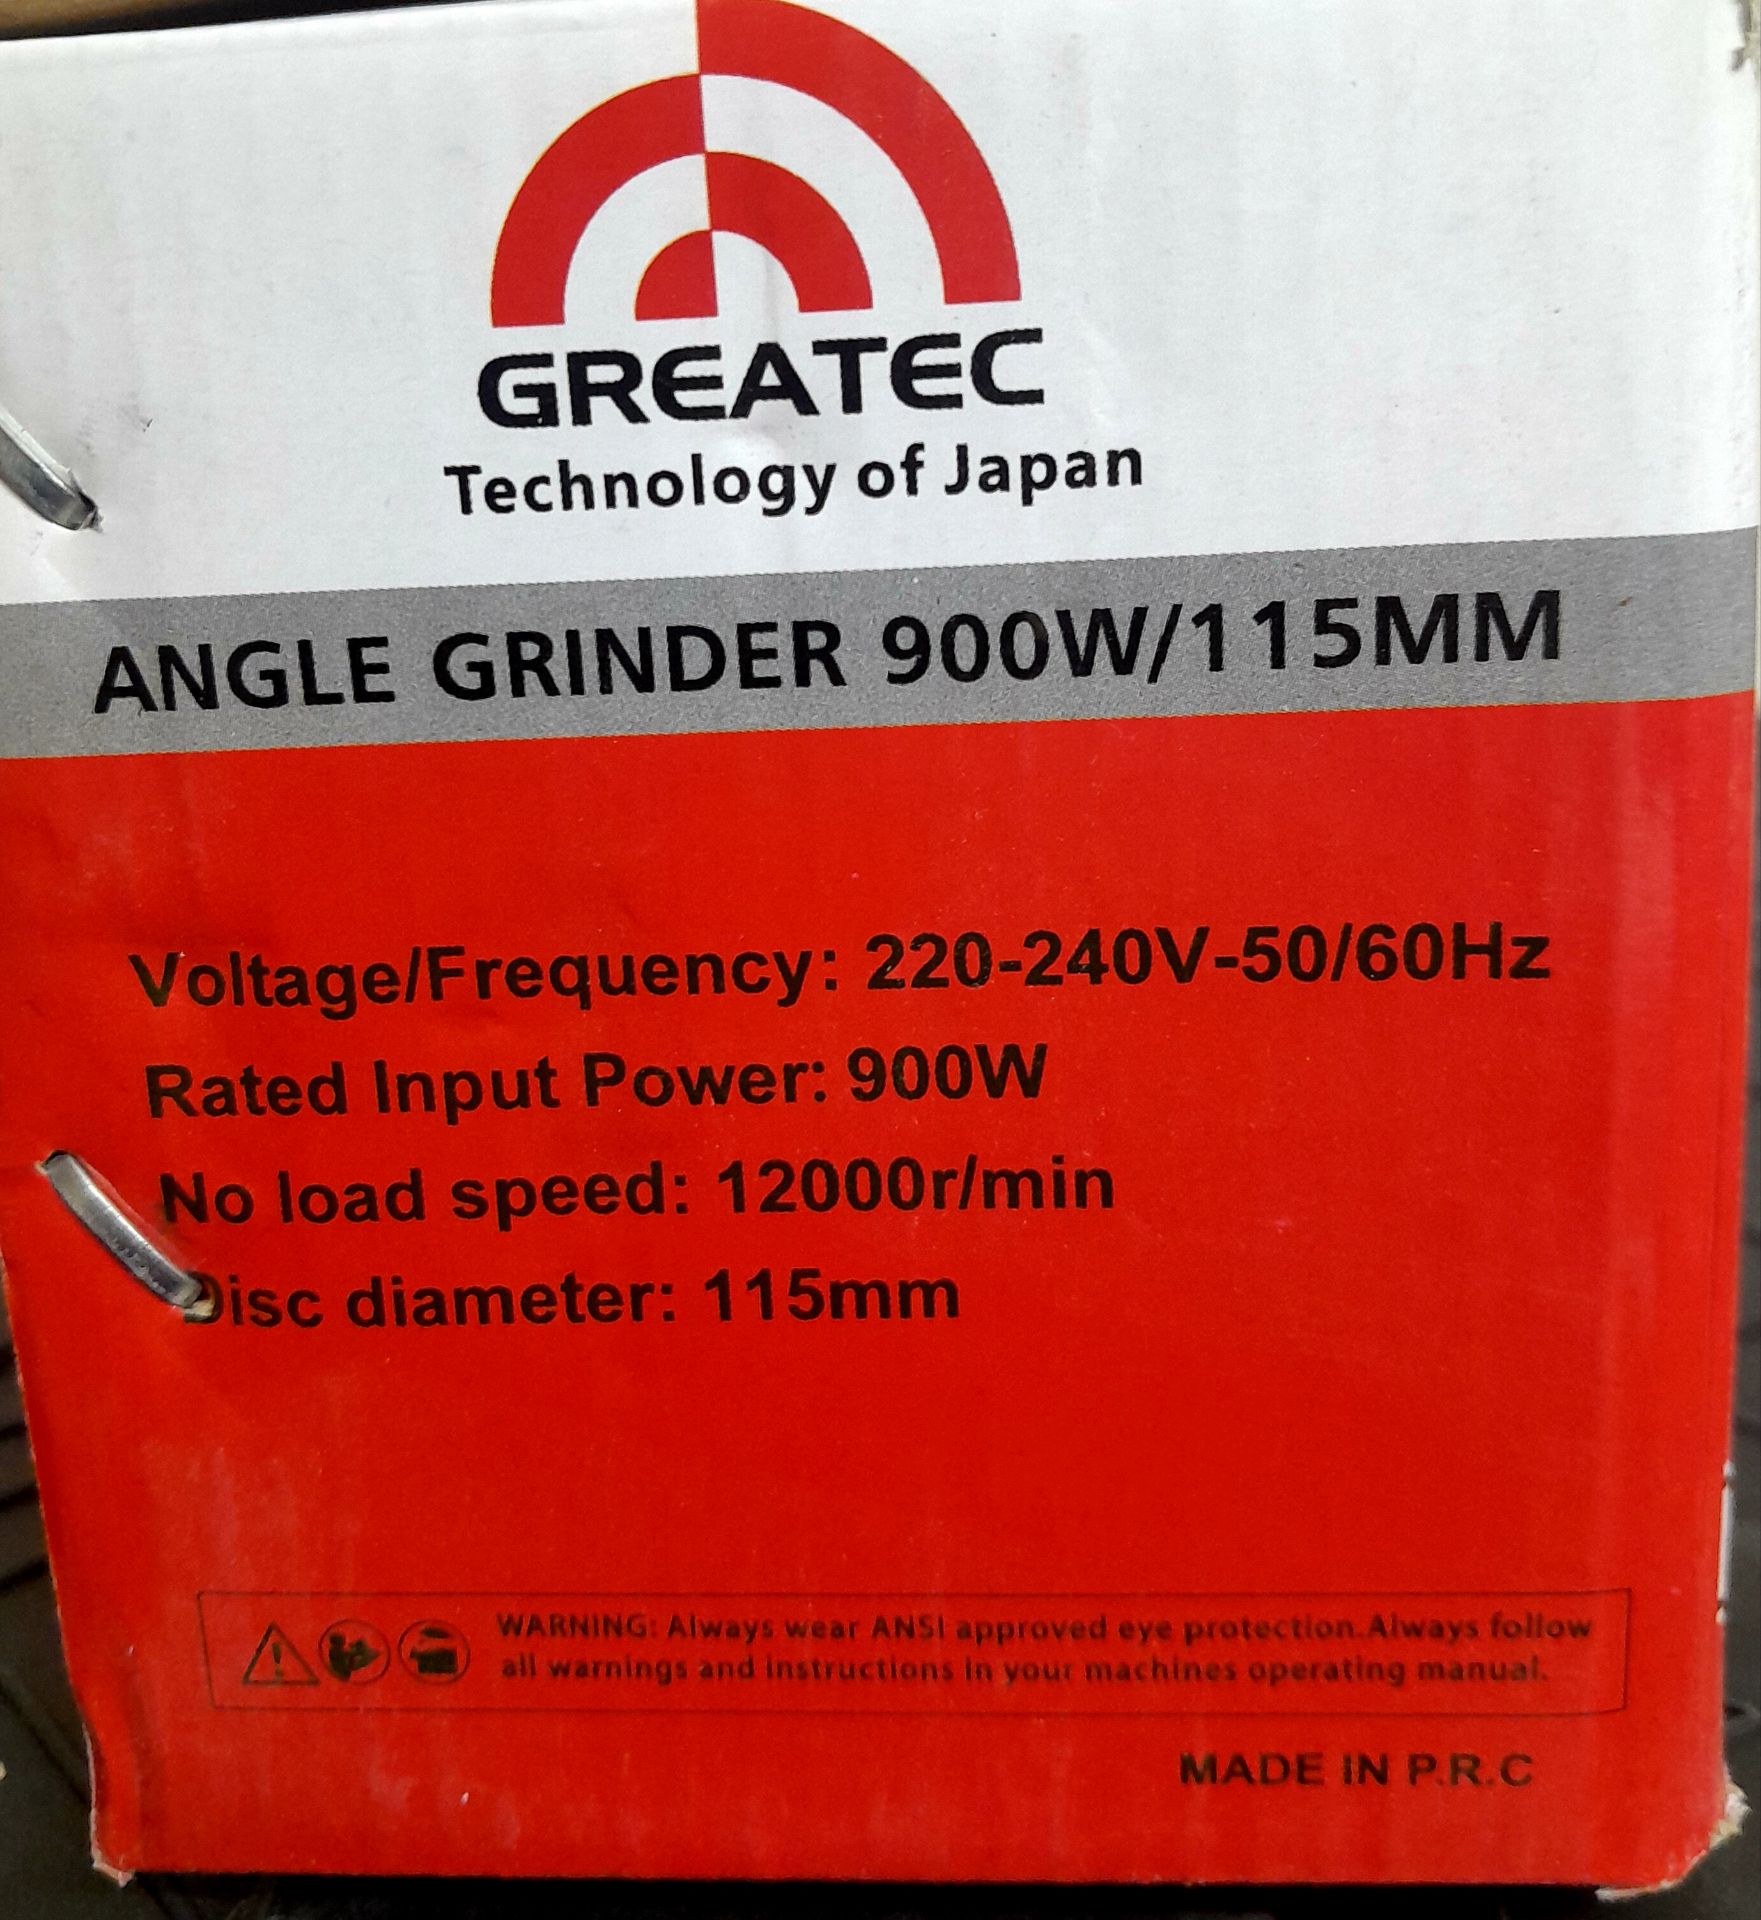 GREATEC
Technology of Japan
ANGLE GRINDER 900W/115MM
Voltage/Frequency: 220-240V-50/60Hz
Rated Input Power: 900W
No load speed: 12000r/min
Disc diameter: 115mm
WARNING: Always wear ANSI approved eye protection.Always follow
all warnings and instructions in your machines operating manual.
MADE IN P.R.C